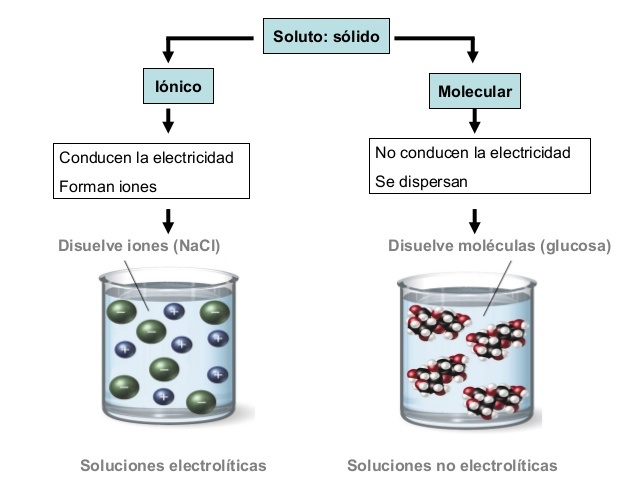 Soluto: sólido
Iónico
Molecular
Conducen la electricidad
Forman iones
No conducen la electricidad
Se dispersan
Disuelve iones (NaCl)
Disuelve moléculas (glucosa)
− + −
− + +
+ − +
− + −
Soluciones electrolíticas
Soluciones no electrolíticas